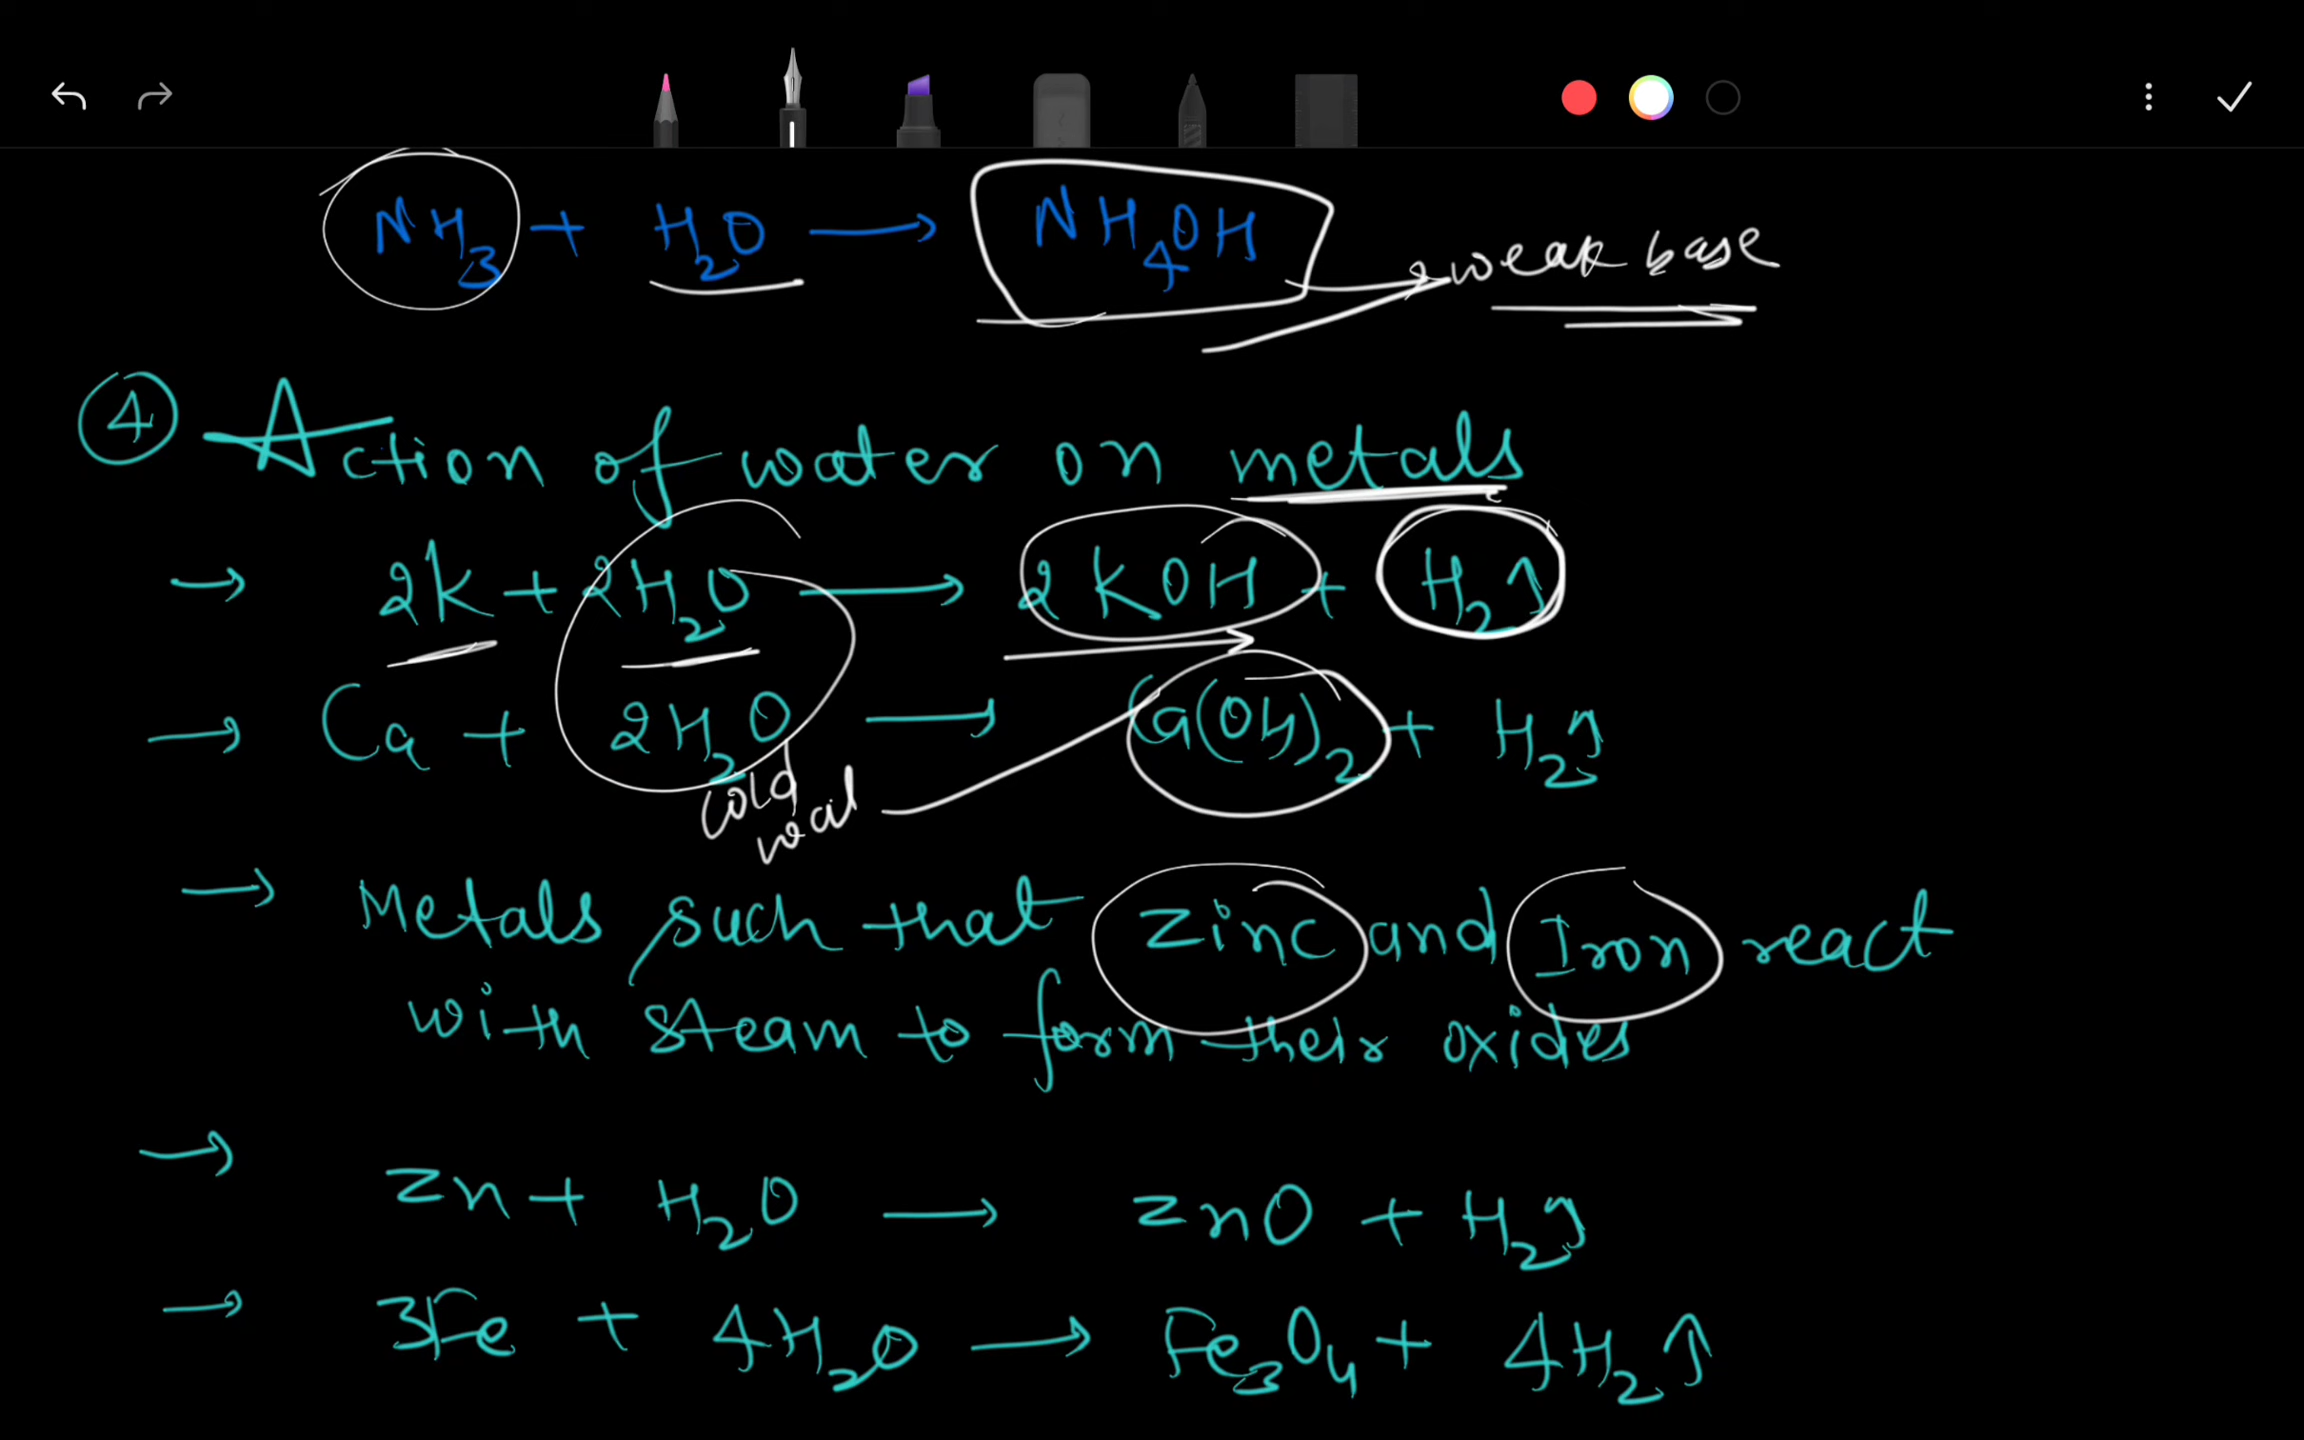 NH₃ + H₂O → NH₄OH → weak base
④ Action of water on metals
→ 2K + 2H₂O → 2KOH + H₂↑
→ Ca + 2H₂O → Ca(OH)₂ + H₂↑
cold
→ Metals such that Zinc and Iron react
with steam to form their oxides
→ Zn + H₂O → ZnO + H₂↑
→ 3Fe + 4H₂O → Fe₃O₄ + 4H₂↑